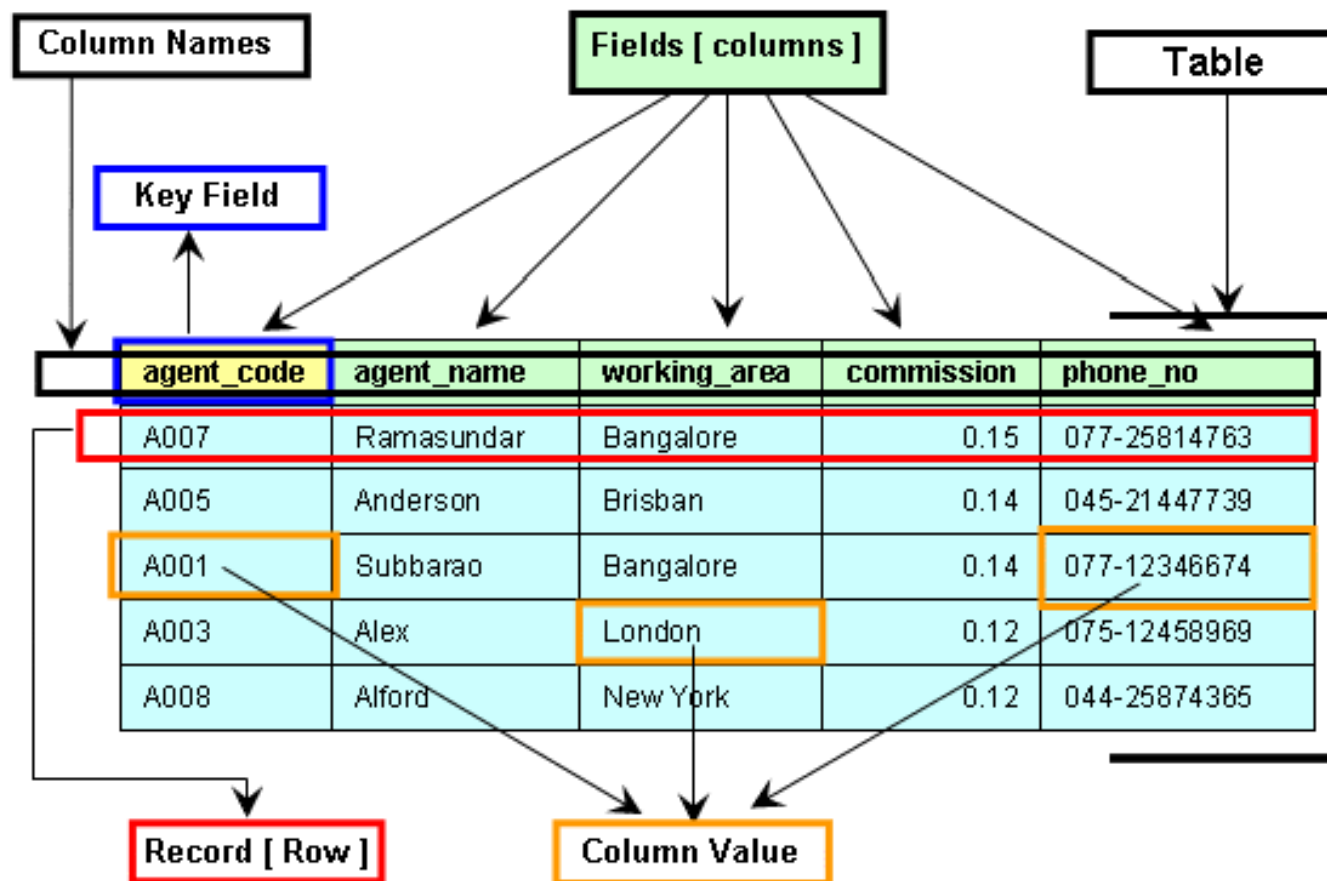 Column Names
Fields [ columns ]
Table
Key Field
agent_code agent_name working_area commission phone_no
A007 Ramasundar Bangalore 0.15 077-25814763
A005 Anderson Brisban 0.14 045-21447739
A001 Subbarao Bangalore 0.14 077-12346674
A003 Alex London 0.12 075-12458969
A008 Alford New York 0.12 044-25874365
Record [ Row ]
Column Value